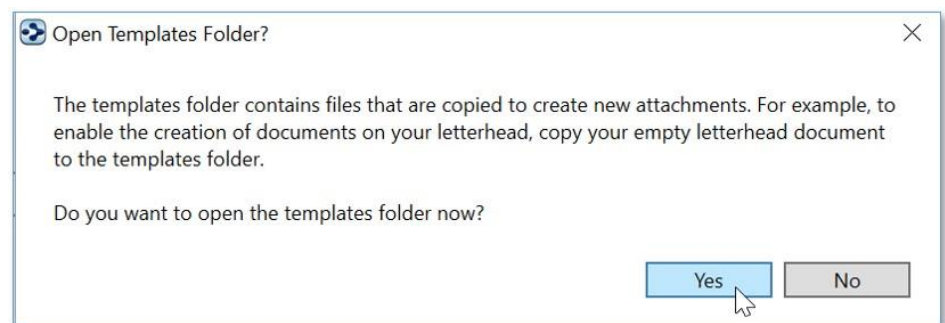 Open Templates Folder?
The templates folder contains files that are copied to create new attachments. For example, to
enable the creation of documents on your letterhead, copy your empty letterhead document
to the templates folder.
Do you want to open the templates folder now?
Yes
No